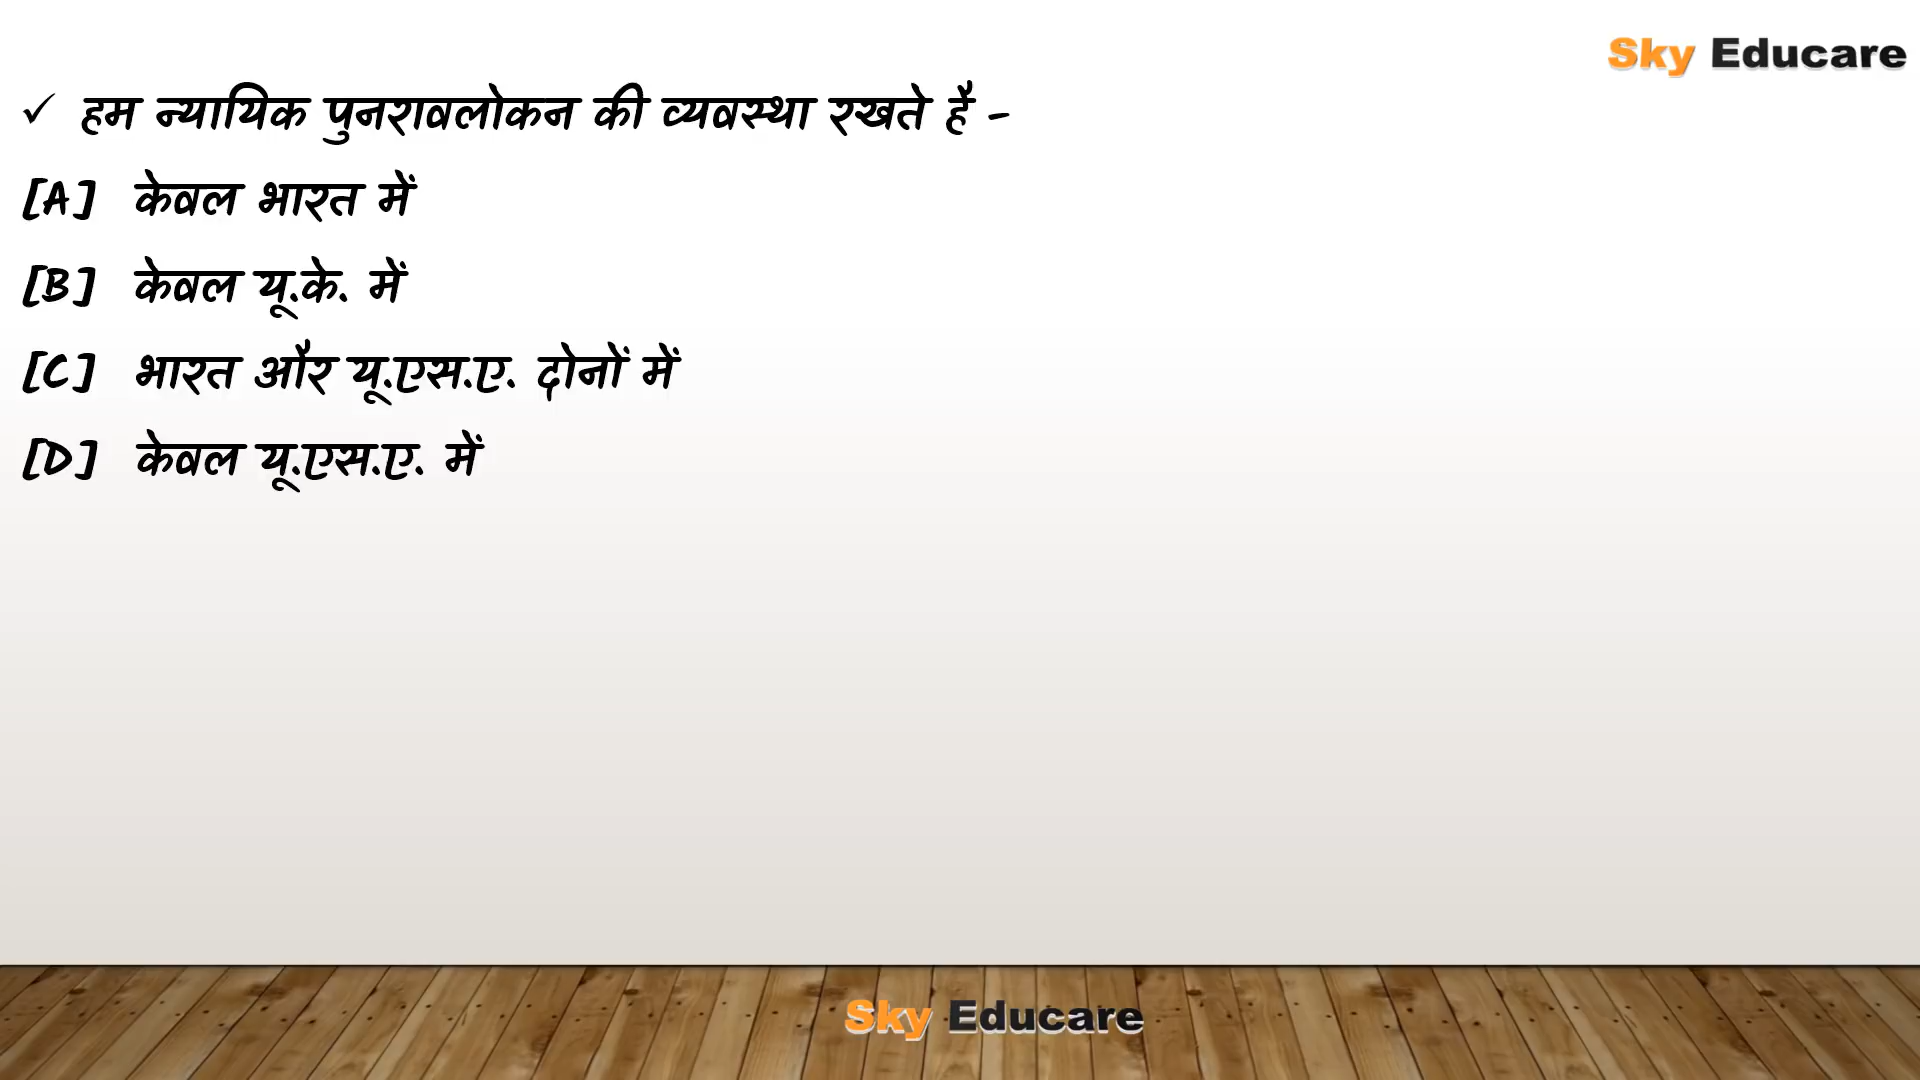 Sky Educare
✓ हम न्यायिक पुनरावलोकन की व्यवस्था रखते है -
[A] केवल भारत में
[B] केवल यू.के. में
[C] भारत और यू.एस.ए. दोनों में
[D] केवल यू.एस.ए. में
Sky Educare